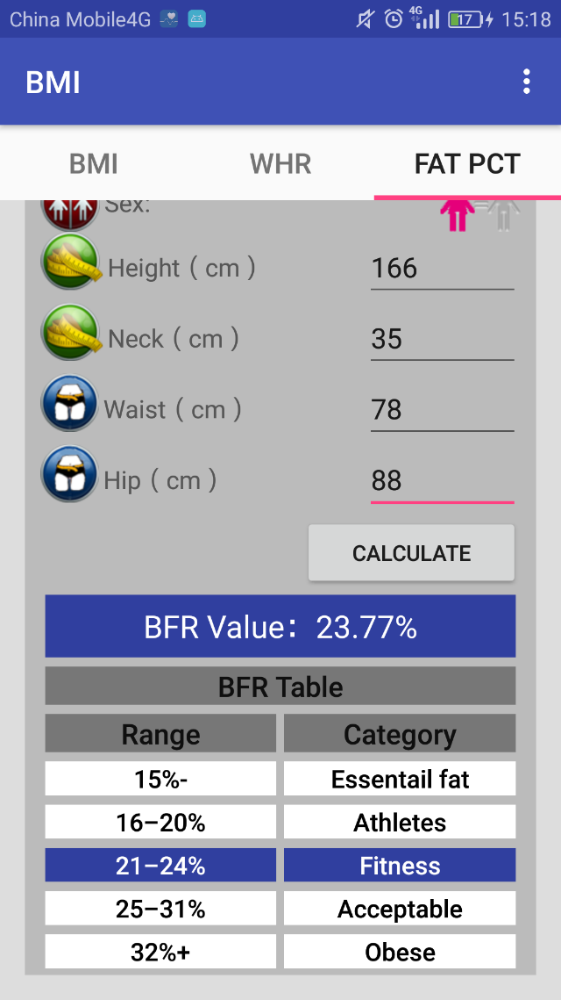 China Mobile4G 4G 17 15:18
BMI
BMI WHR FAT PCT
Sex:
Height ( cm ) 166
Neck ( cm ) 35
Waist ( cm ) 78
Hip ( cm ) 88
CALCULATE
BFR Value：23.77%
BFR Table
Range Category
15%- Essentail fat
16–20% Athletes
21–24% Fitness
25–31% Acceptable
32%+ Obese